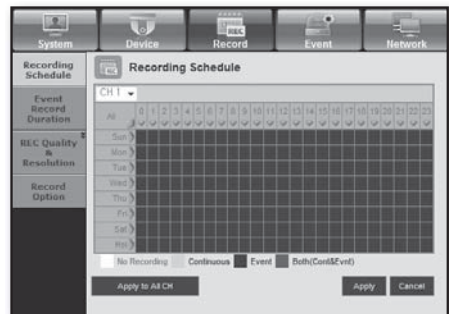 System Device Record Event Network
REC
Recording
Schedule
Event
Record
Duration
REC Quality
&
Resolution
Record
Option
Recording Schedule
CH 1
All 0 1 2 3 4 5 6 7 8 9 10 11 12 13 14 15 16 17 18 19 20 21 22 23
Sun
Mon
Tue
Wed
Thu
Fri
Sat
Hol
No Recording Continuous Event Both(Cont&Evnt)
Apply to All CH Apply Cancel